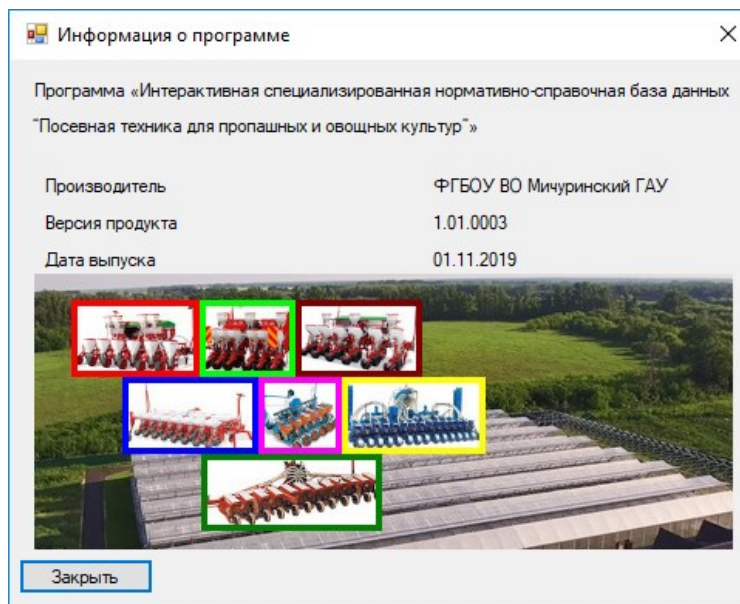 Информация о программе
Программа «Интерактивная специализированная нормативно-справочная база данных
"Посевная техника для пропашных и овощных культур"»
Производитель ФГБОУ ВО Мичуринский ГАУ
Версия продукта 1.01.0003
Дата выпуска 01.11.2019
Закрыть